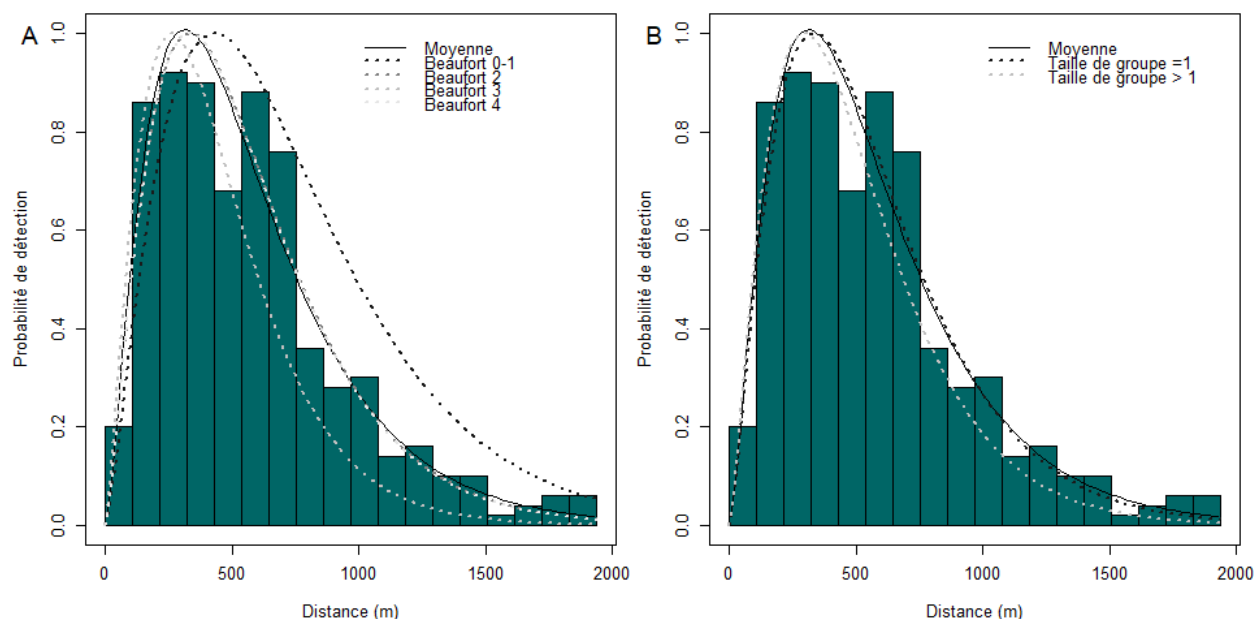 A
Moyenne
Beaufort 0-1
Beaufort 2
Beaufort 3
Beaufort 4
Probabilité de détection
1.0
0.8
0.6
0.4
0.2
0.0
0
500
1000
1500
2000
Distance (m)
B
Moyenne
Taille de groupe =1
Taille de groupe > 1
Probabilité de détection
1.0
0.8
0.6
0.4
0.2
0.0
0
500
1000
1500
2000
Distance (m)